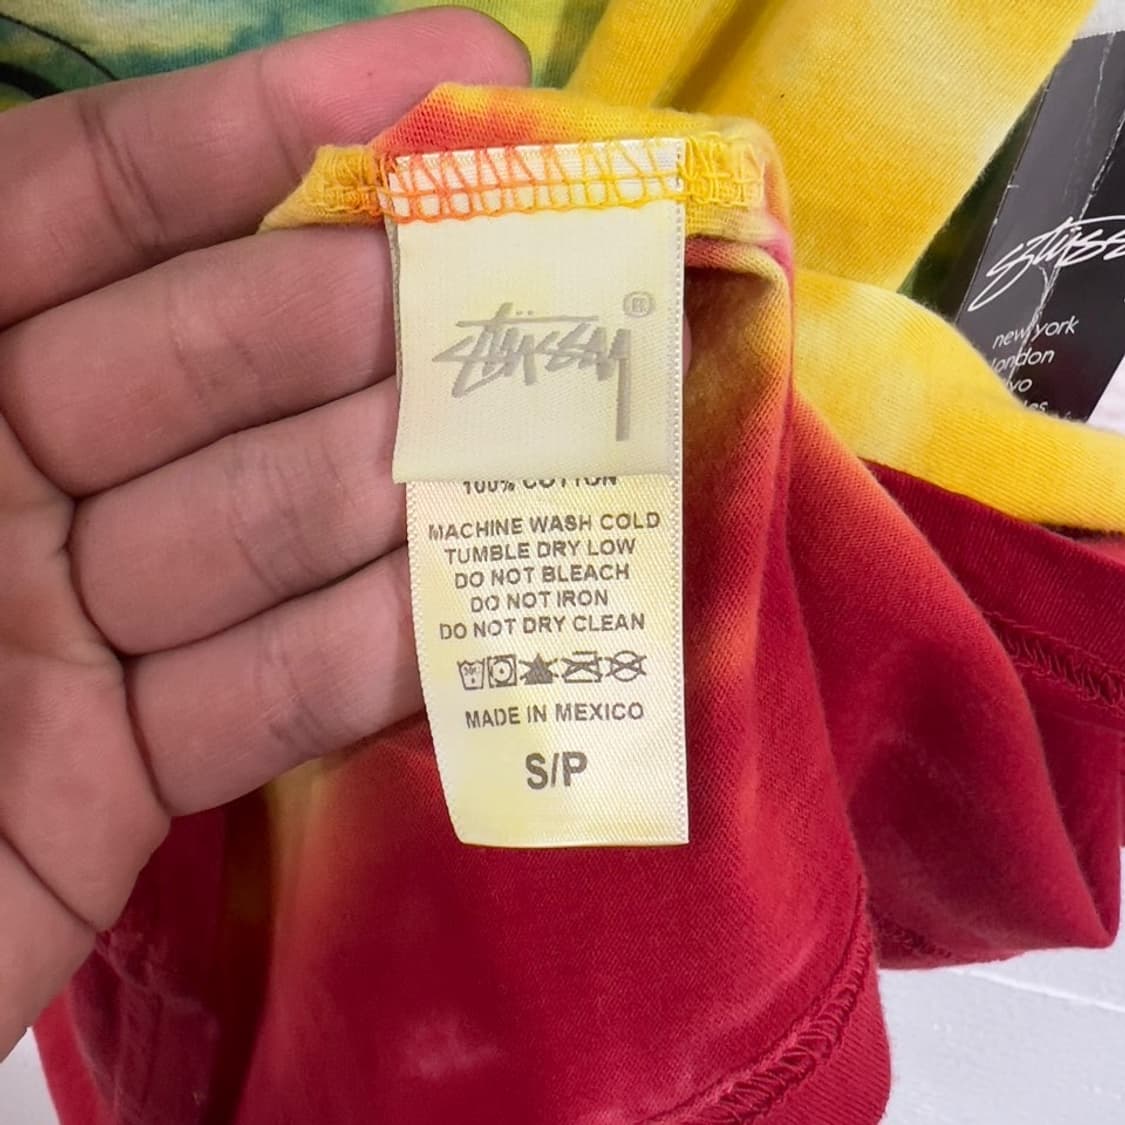 stüssy®
100% COTTON
MACHINE WASH COLD
TUMBLE DRY LOW
DO NOT BLEACH
DO NOT IRON
DO NOT DRY CLEAN
MADE IN MEXICO
S/P
stüssy
new york
london